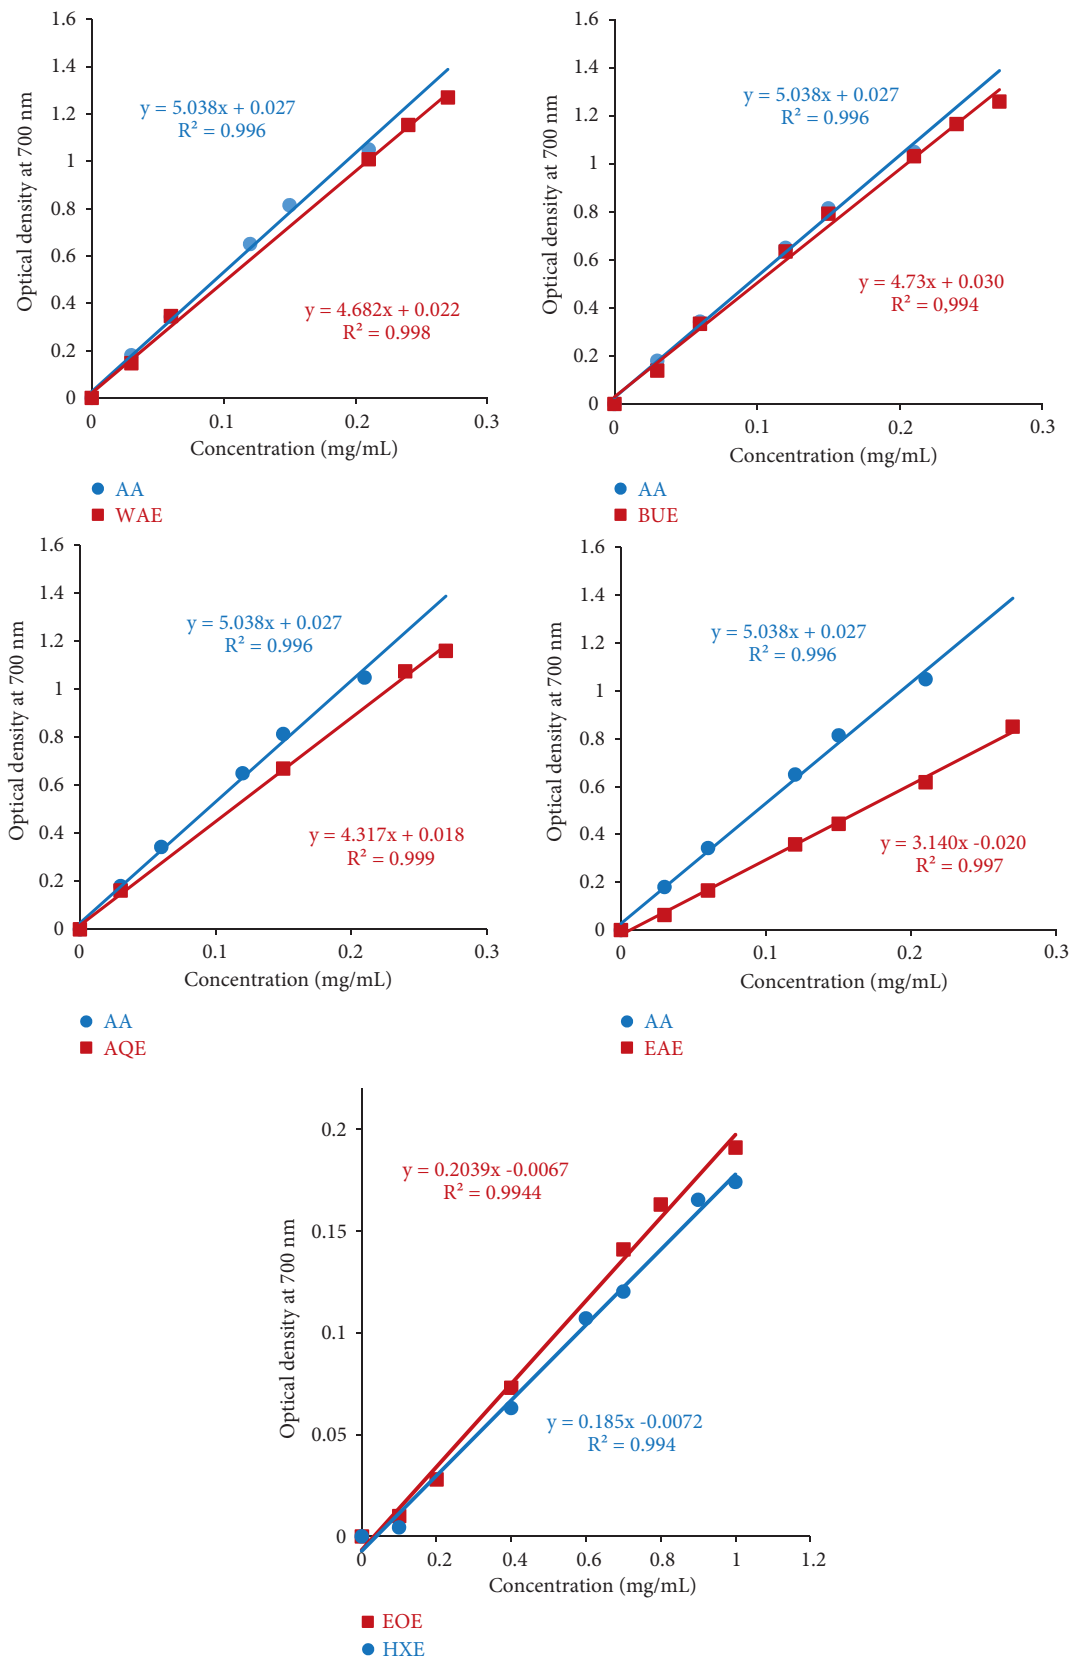 1.6
1.4
1.2
1
0.8
0.6
0.4
0.2
0
Optical density at 700 nm
y = 5.038x + 0.027
R² = 0.996
y = 4.682x + 0.022
R² = 0.998
0
0.1
0.2
0.3
Concentration (mg/mL)
AA
WAE
1.6
1.4
1.2
1
0.8
0.6
0.4
0.2
0
Optical density at 700 nm
y = 5.038x + 0.027
R² = 0.996
y = 4.73x + 0.030
R² = 0,994
0
0.1
0.2
0.3
Concentration (mg/mL)
AA
BUE
1.6
1.4
1.2
1
0.8
0.6
0.4
0.2
0
Optical density at 700 nm
y = 5.038x + 0.027
R² = 0.996
y = 4.317x + 0.018
R² = 0.999
0
0.1
0.2
0.3
Concentration (mg/mL)
AA
AQE
1.6
1.4
1.2
1
0.8
0.6
0.4
0.2
0
Optical density at 700 nm
y = 5.038x + 0.027
R² = 0.996
y = 3.140x -0.020
R² = 0.997
0
0.1
0.2
0.3
Concentration (mg/mL)
AA
EAE
0.2
0.15
0.1
0.05
0
Optical density at 700 nm
y = 0.2039x -0.0067
R² = 0.9944
y = 0.185x -0.0072
R² = 0.994
0
0.2
0.4
0.6
0.8
1
1.2
Concentration (mg/mL)
EOE
HXE